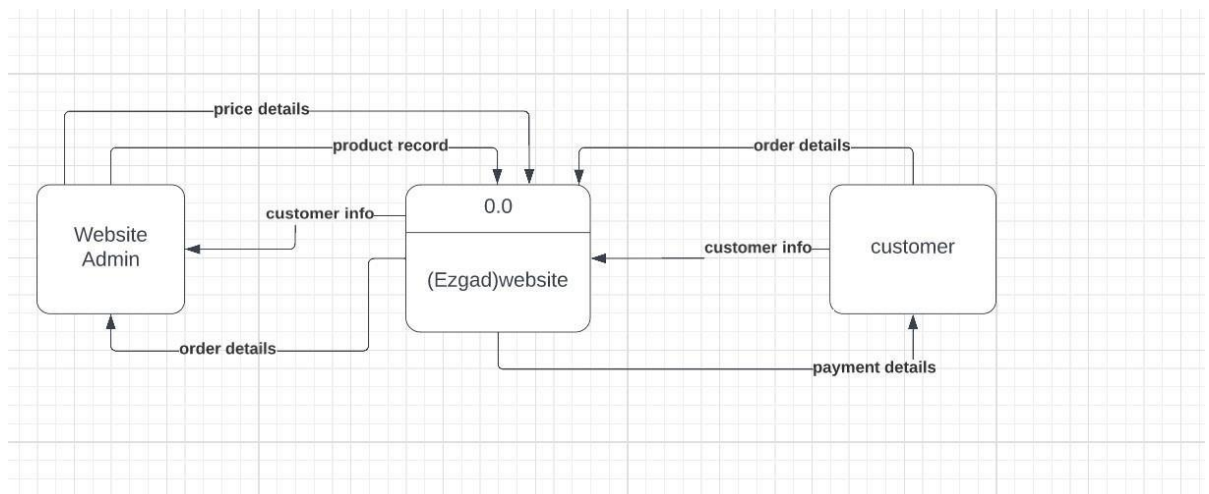 price details
product record
order details
0.0
customer info
Website
Admin
customer info
customer
(Ezgad)website
order details
payment details